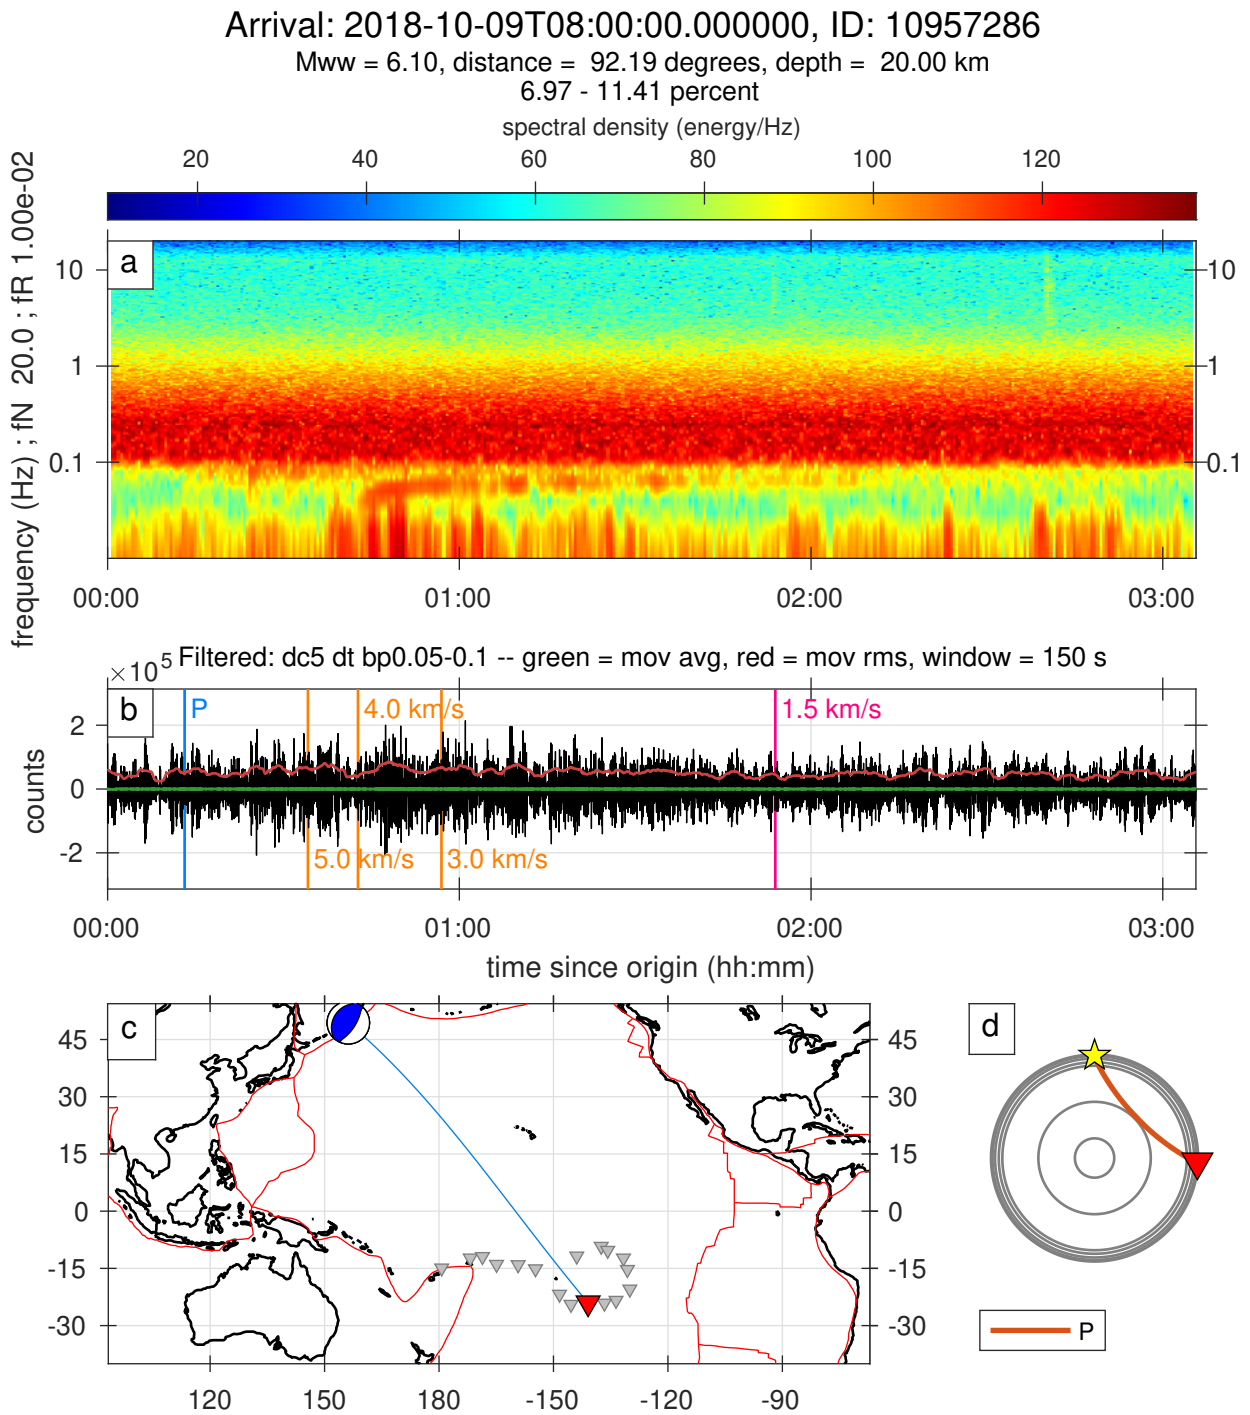 Arrival: 2018-10-09T08:00:00.000000, ID: 10957286
Mww = 6.10, distance =  92.19 degrees, depth =  20.00 km
6.97 - 11.41 percent
spectral density (energy/Hz)
20 40 60 80 100 120
frequency (Hz) ; fN  20.0 ; fR 1.00e-02
a
10 10
1 1
0.1 0.1
00:00 01:00 02:00 03:00
×10^5 Filtered: dc5 dt bp0.05-0.1 -- green = mov avg, red = mov rms, window = 150 s
b
P 4.0 km/s 1.5 km/s
2
0
-2
counts
5.0 km/s 3.0 km/s
00:00 01:00 02:00 03:00
time since origin (hh:mm)
c
d
45 45
30 30
15 15
0 0
-15 -15
-30 -30
120 150 180 -150 -120 -90
P